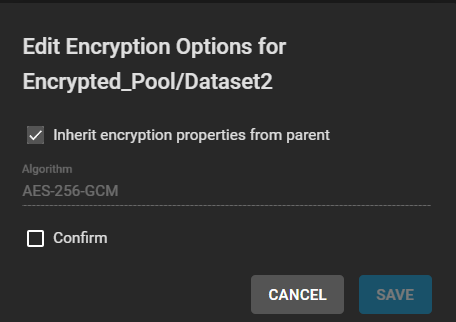 Edit Encryption Options for
Encrypted_Pool/Dataset2
Inherit encryption properties from parent
Algorithm
AES-256-GCM
Confirm
CANCEL
SAVE